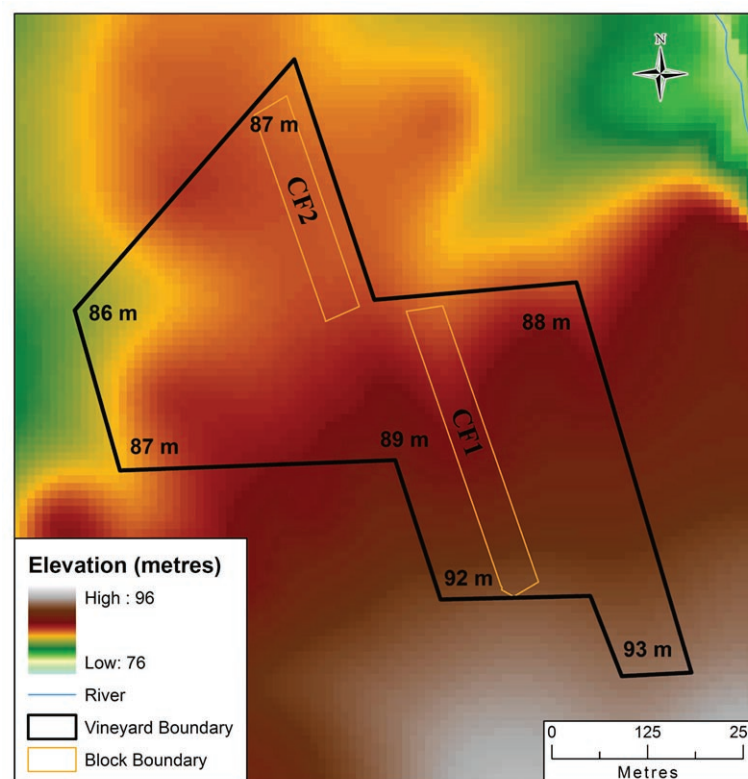 N
87 m
CF2
86 m
88 m
87 m
89 m
CF1
92 m
93 m
Elevation (metres)
High : 96
Low: 76
River
Vineyard Boundary
Block Boundary
0 125 25
Metres